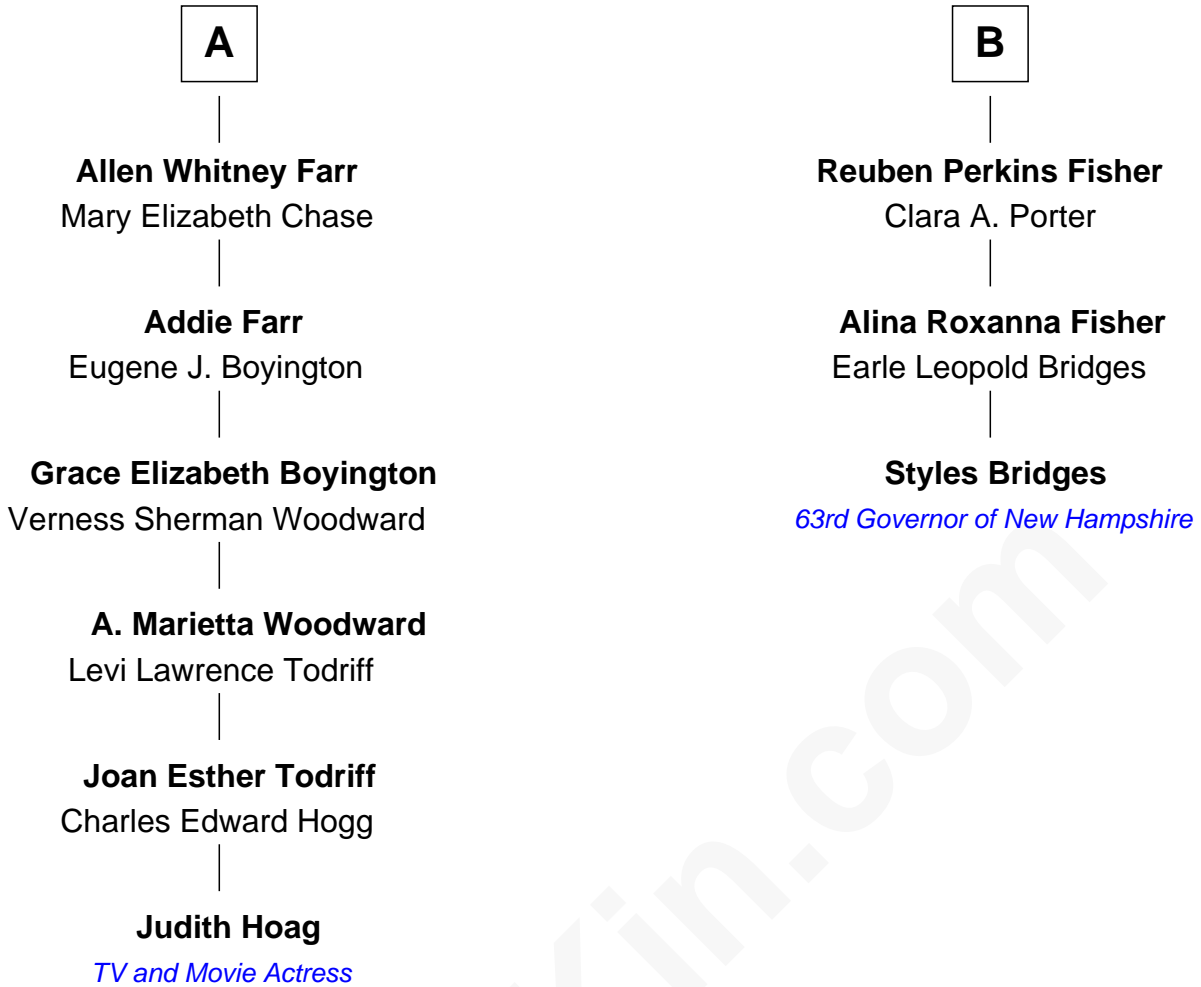 A
Allen Whitney Farr
Mary Elizabeth Chase
Addie Farr
Eugene J. Boyington
Grace Elizabeth Boyington
Verness Sherman Woodward
A. Marietta Woodward
Levi Lawrence Todriff
Joan Esther Todriff
Charles Edward Hogg
Judith Hoag
TV and Movie Actress
B
Reuben Perkins Fisher
Clara A. Porter
Alina Roxanna Fisher
Earle Leopold Bridges
Styles Bridges
63rd Governor of New Hampshire
Kin.com